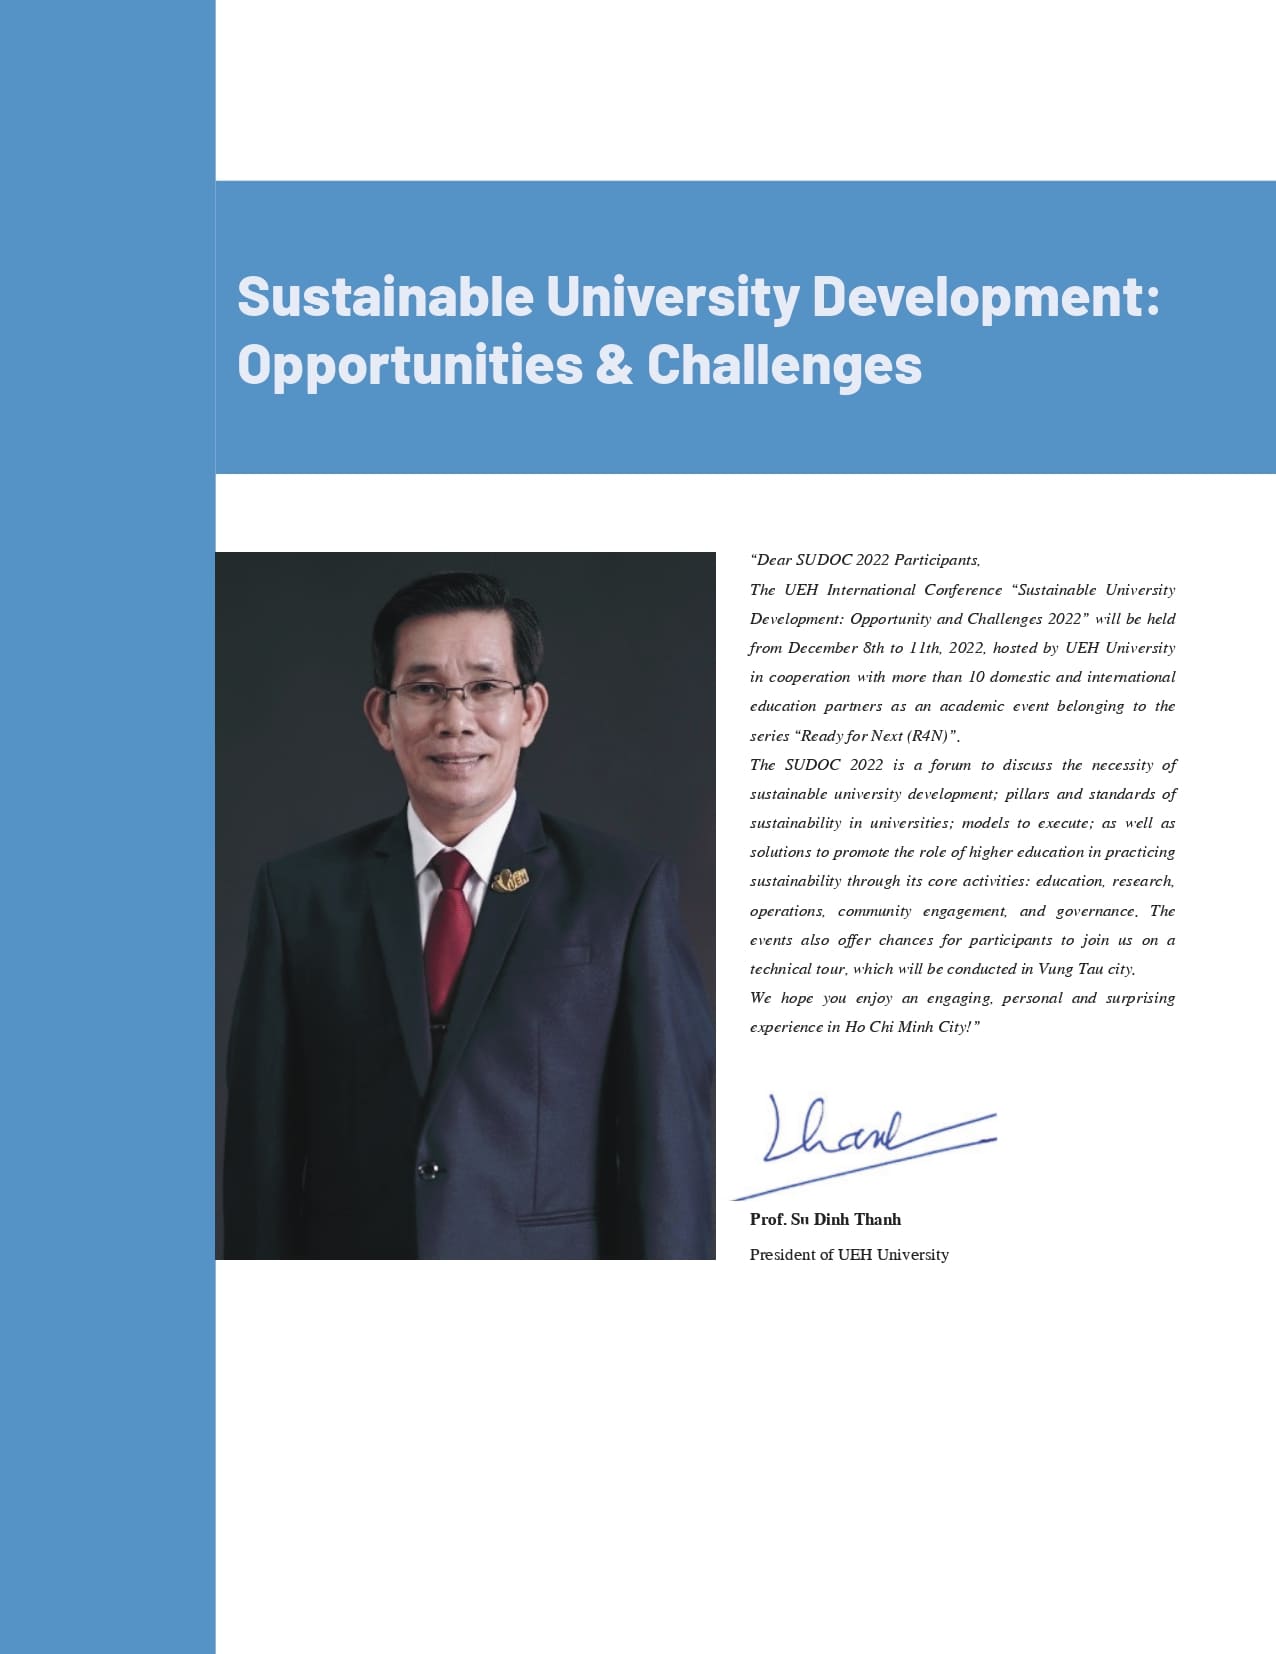 Sustainable University Development:
Opportunities & Challenges
“Dear SUDOC 2022 Participants,
The UEH International Conference “Sustainable University
Development: Opportunity and Challenges 2022” will be held
from December 8th to 11th, 2022, hosted by UEH University
in cooperation with more than 10 domestic and international
education partners as an academic event belonging to the
series “Ready for Next (R4N)”.
The SUDOC 2022 is a forum to discuss the necessity of
sustainable university development; pillars and standards of
sustainability in universities; models to execute; as well as
solutions to promote the role of higher education in practicing
sustainability through its core activities: education, research,
operations, community engagement, and governance. The
events also offer chances for participants to join us on a
technical tour, which will be conducted in Vung Tau city.
We hope you enjoy an engaging, personal and surprising
experience in Ho Chi Minh City!”
UEH
Thanh
Prof. Su Dinh Thanh
President of UEH University